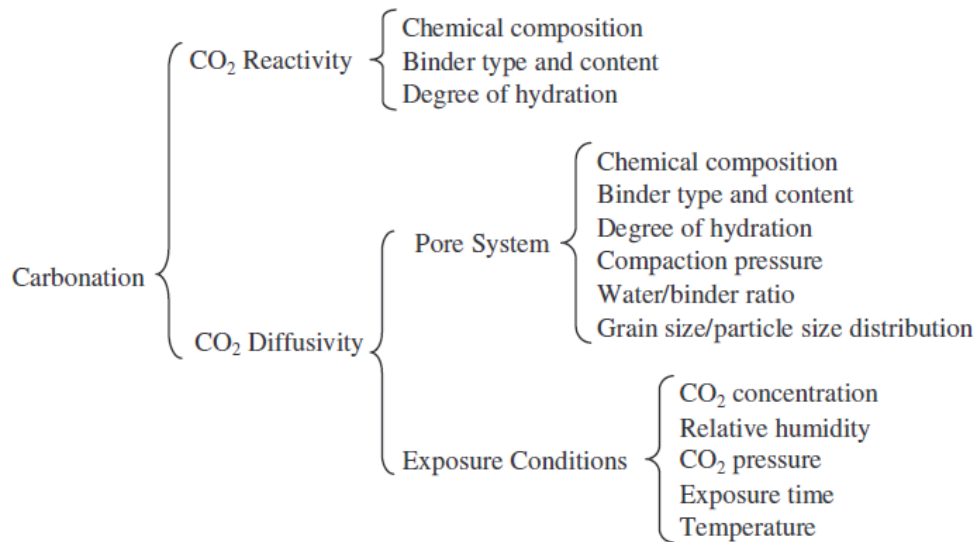 Carbonation
CO₂ Reactivity
Chemical composition
Binder type and content
Degree of hydration
CO₂ Diffusivity
Pore System
Chemical composition
Binder type and content
Degree of hydration
Compaction pressure
Water/binder ratio
Grain size/particle size distribution
Exposure Conditions
CO₂ concentration
Relative humidity
CO₂ pressure
Exposure time
Temperature